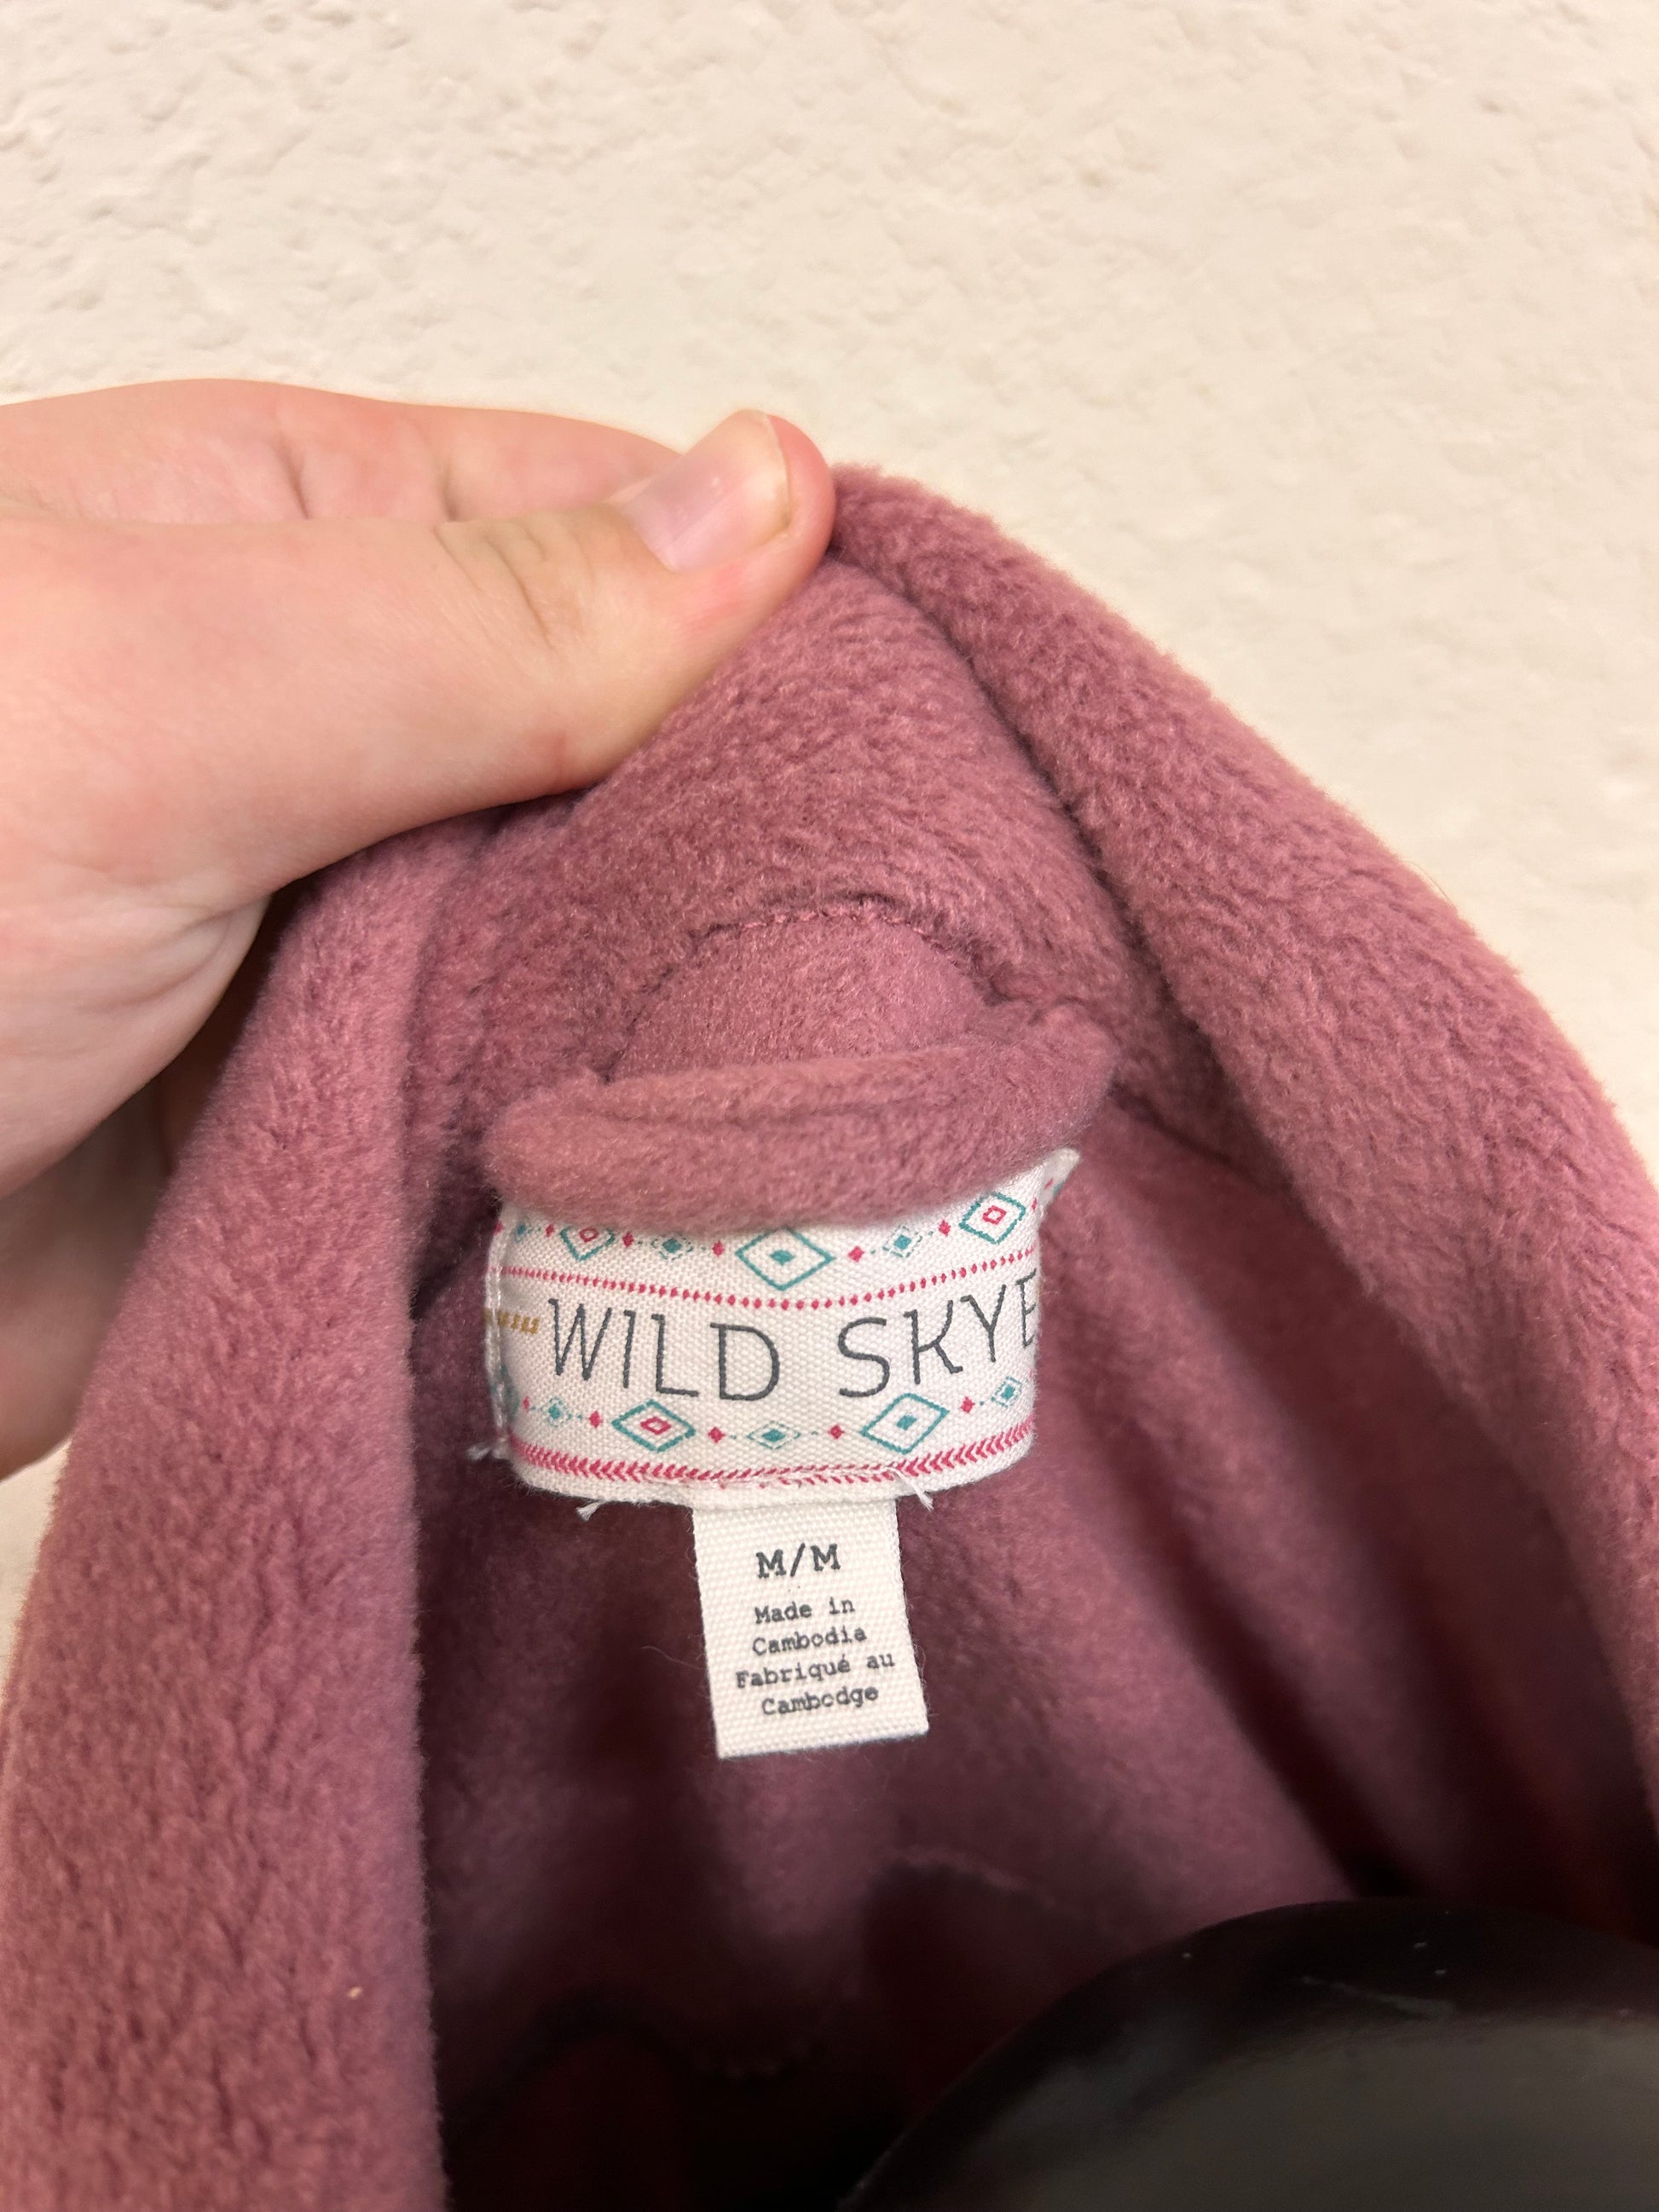 WILD SKYE
M/M
Made in
Cambodia
Fabriqué au
Cambodge